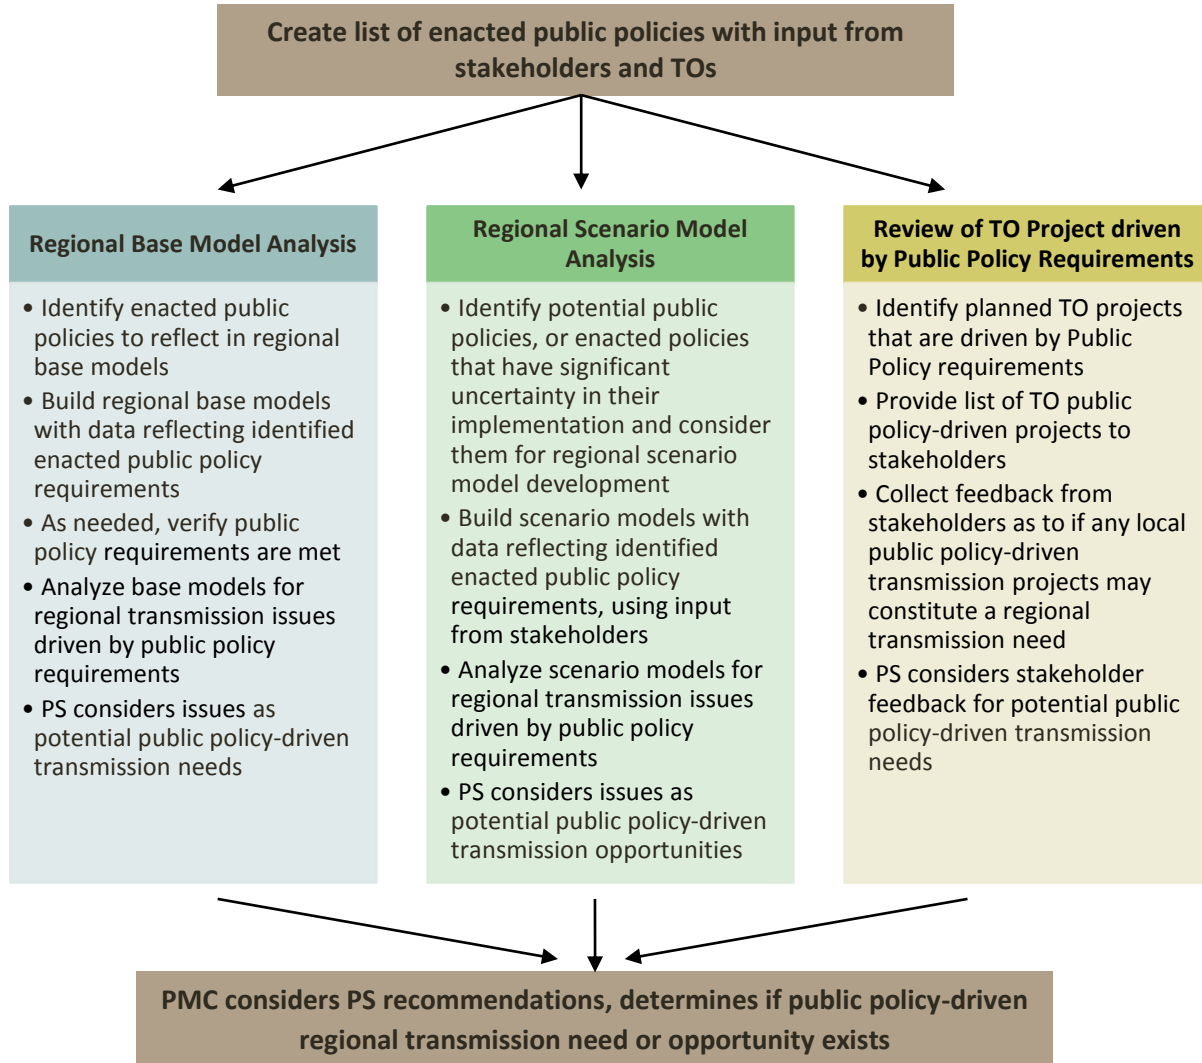 Create list of enacted public policies with input from
stakeholders and TOs
Regional Base Model Analysis
• Identify enacted public
policies to reflect in regional
base models
• Build regional base models
with data reflecting identified
enacted public policy
requirements
• As needed, verify public
policy requirements are met
• Analyze base models for
regional transmission issues
driven by public policy
requirements
• PS considers issues as
potential public policy-driven
transmission needs
Regional Scenario Model
Analysis
• Identify potential public
policies, or enacted policies
that have significant
uncertainty in their
implementation and consider
them for regional scenario
model development
• Build scenario models with
data reflecting identified
enacted public policy
requirements, using input
from stakeholders
• Analyze scenario models for
regional transmission issues
driven by public policy
requirements
• PS considers issues as
potential public policy-driven
transmission opportunities
Review of TO Project driven
by Public Policy Requirements
• Identify planned TO projects
that are driven by Public
Policy requirements
• Provide list of TO public
policy-driven projects to
stakeholders
• Collect feedback from
stakeholders as to if any local
public policy-driven
transmission projects may
constitute a regional
transmission need
• PS considers stakeholder
feedback for potential public
policy-driven transmission
needs
PMC considers PS recommendations, determines if public policy-driven
regional transmission need or opportunity exists